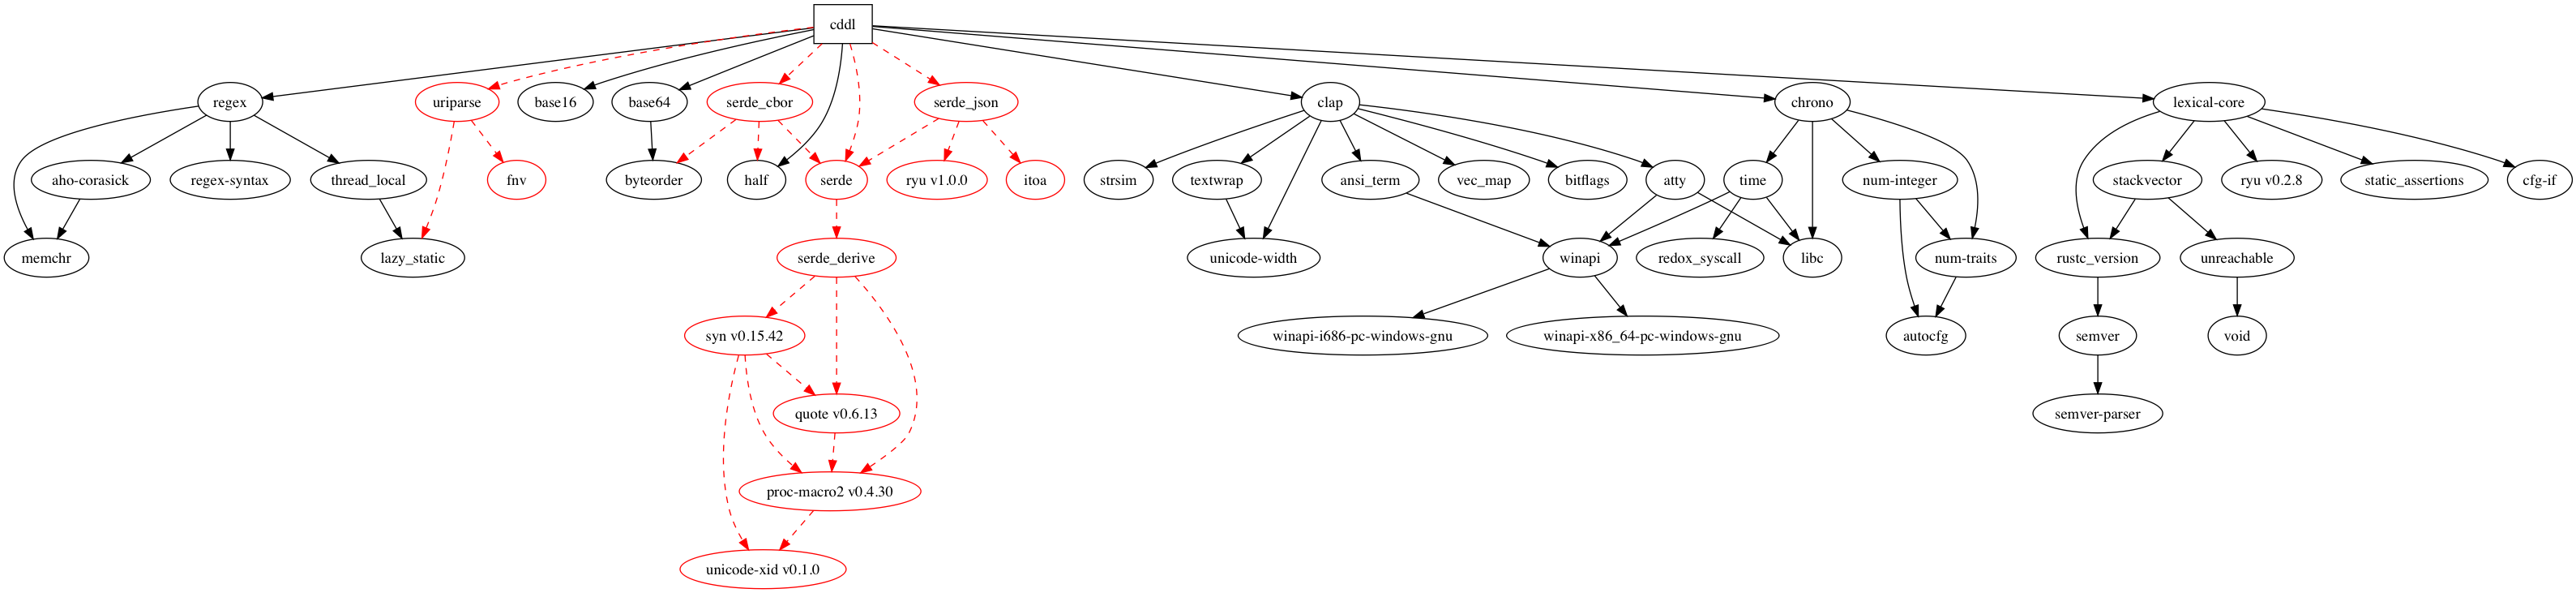 cddl
regex
uriparse
base16
base64
serde_cbor
serde_json
clap
chrono
lexical-core
aho-corasick
regex-syntax
thread_local
fnv
byteorder
half
serde
ryu v1.0.0
itoa
strsim
textwrap
ansi_term
vec_map
bitflags
atty
time
num-integer
stackvector
ryu v0.2.8
static_assertions
cfg-if
memchr
lazy_static
serde_derive
unicode-width
winapi
redox_syscall
libc
num-traits
rustc_version
unreachable
syn v0.15.42
winapi-i686-pc-windows-gnu
winapi-x86_64-pc-windows-gnu
autocfg
semver
void
quote v0.6.13
semver-parser
proc-macro2 v0.4.30
unicode-xid v0.1.0